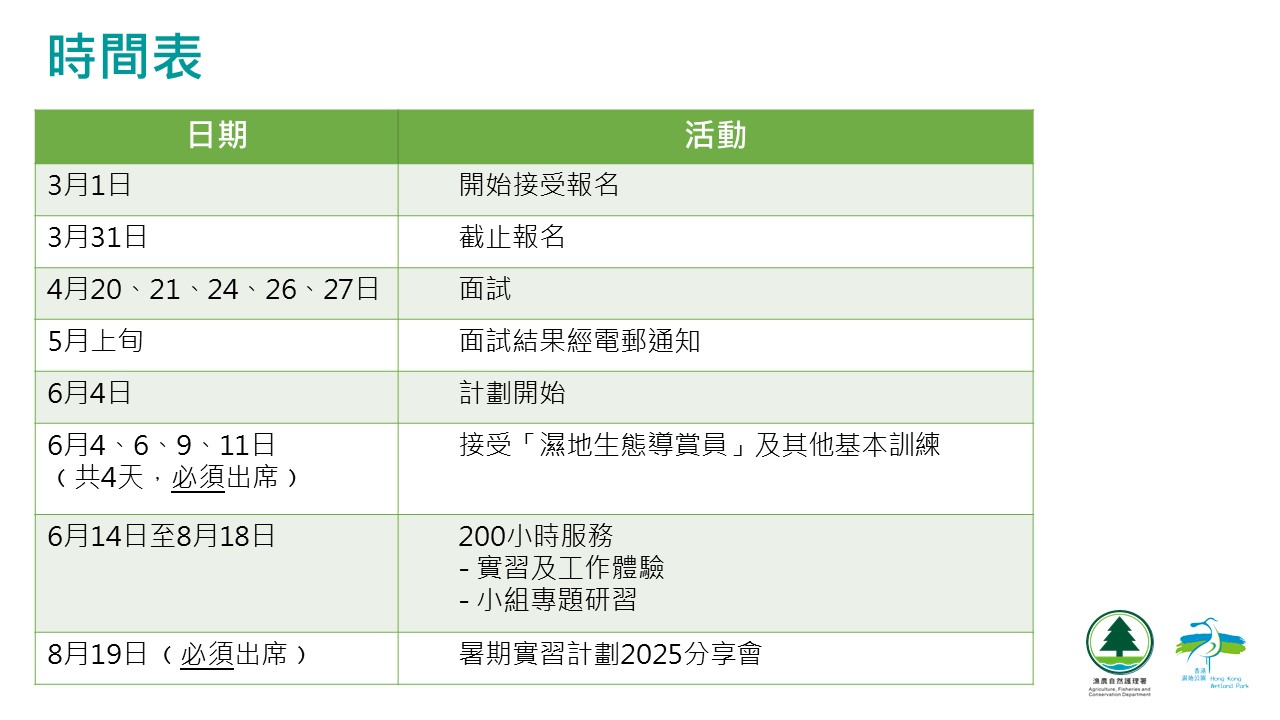 時間表
日期 活動
3月1日 開始接受報名
3月31日 截止報名
4月20、21、24、26、27日 面試
5月上旬 面試結果經電郵通知
6月4日 計劃開始
6月4、6、9、11日 接受「濕地生態導賞員」及其他基本訓練
（共4天，必須出席）
6月14日至8月18日 200小時服務
- 實習及工作體驗
- 小組專題研習
8月19日（必須出席） 暑期實習計劃2025分享會
漁農自然護理署
Agriculture, Fisheries and
Conservation Department
香港
濕地公園 Hong Kong
Wetland Park